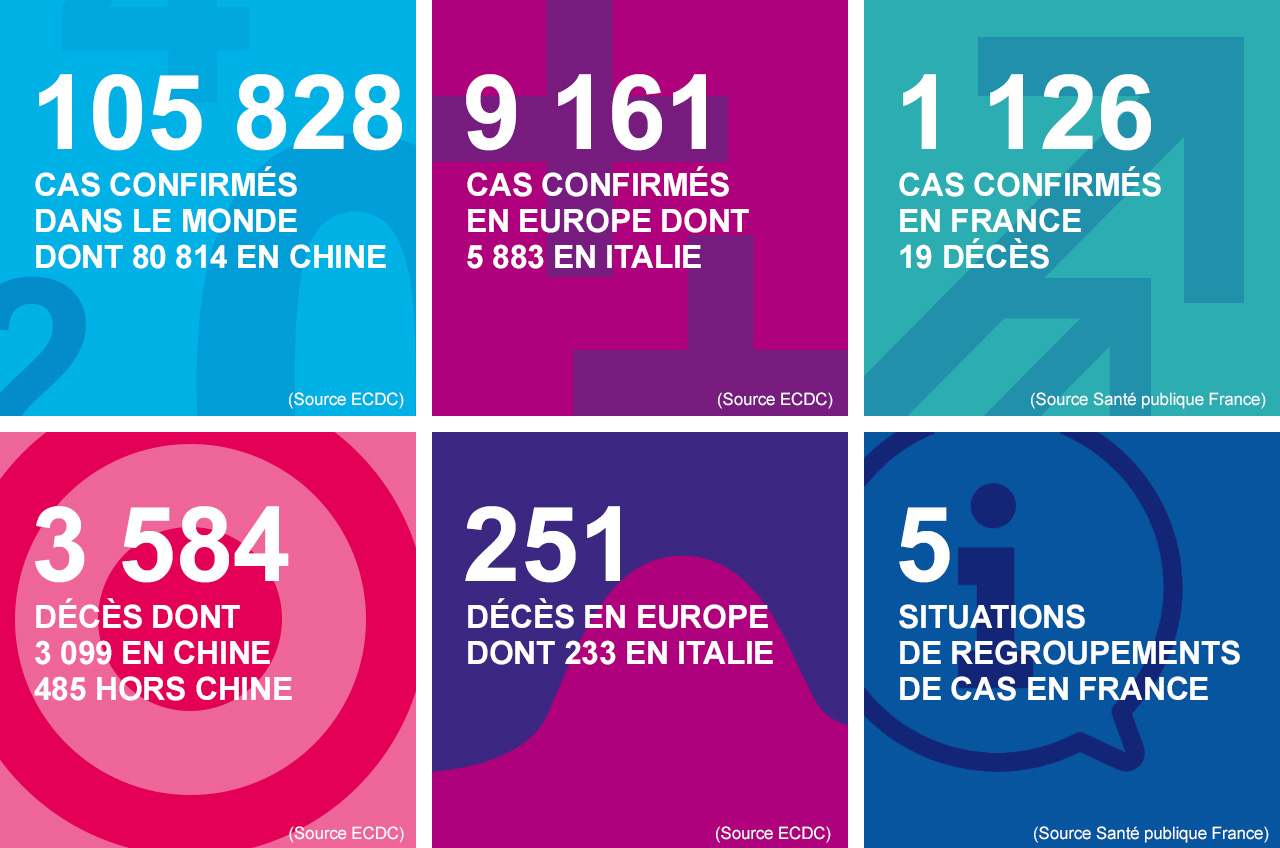 105 828
CAS CONFIRMÉS
DANS LE MONDE
DONT 80 814 EN CHINE
(Source ECDC)
9 161
CAS CONFIRMÉS
EN EUROPE DONT
5 883 EN ITALIE
(Source ECDC)
1 126
CAS CONFIRMÉS
EN FRANCE
19 DÉCÈS
(Source Santé publique France)
3 584
DÉCÈS DONT
3 099 EN CHINE
485 HORS CHINE
(Source ECDC)
251
DÉCÈS EN EUROPE
DONT 233 EN ITALIE
(Source ECDC)
5
SITUATIONS
DE REGROUPEMENTS
DE CAS EN FRANCE
(Source Santé publique France)